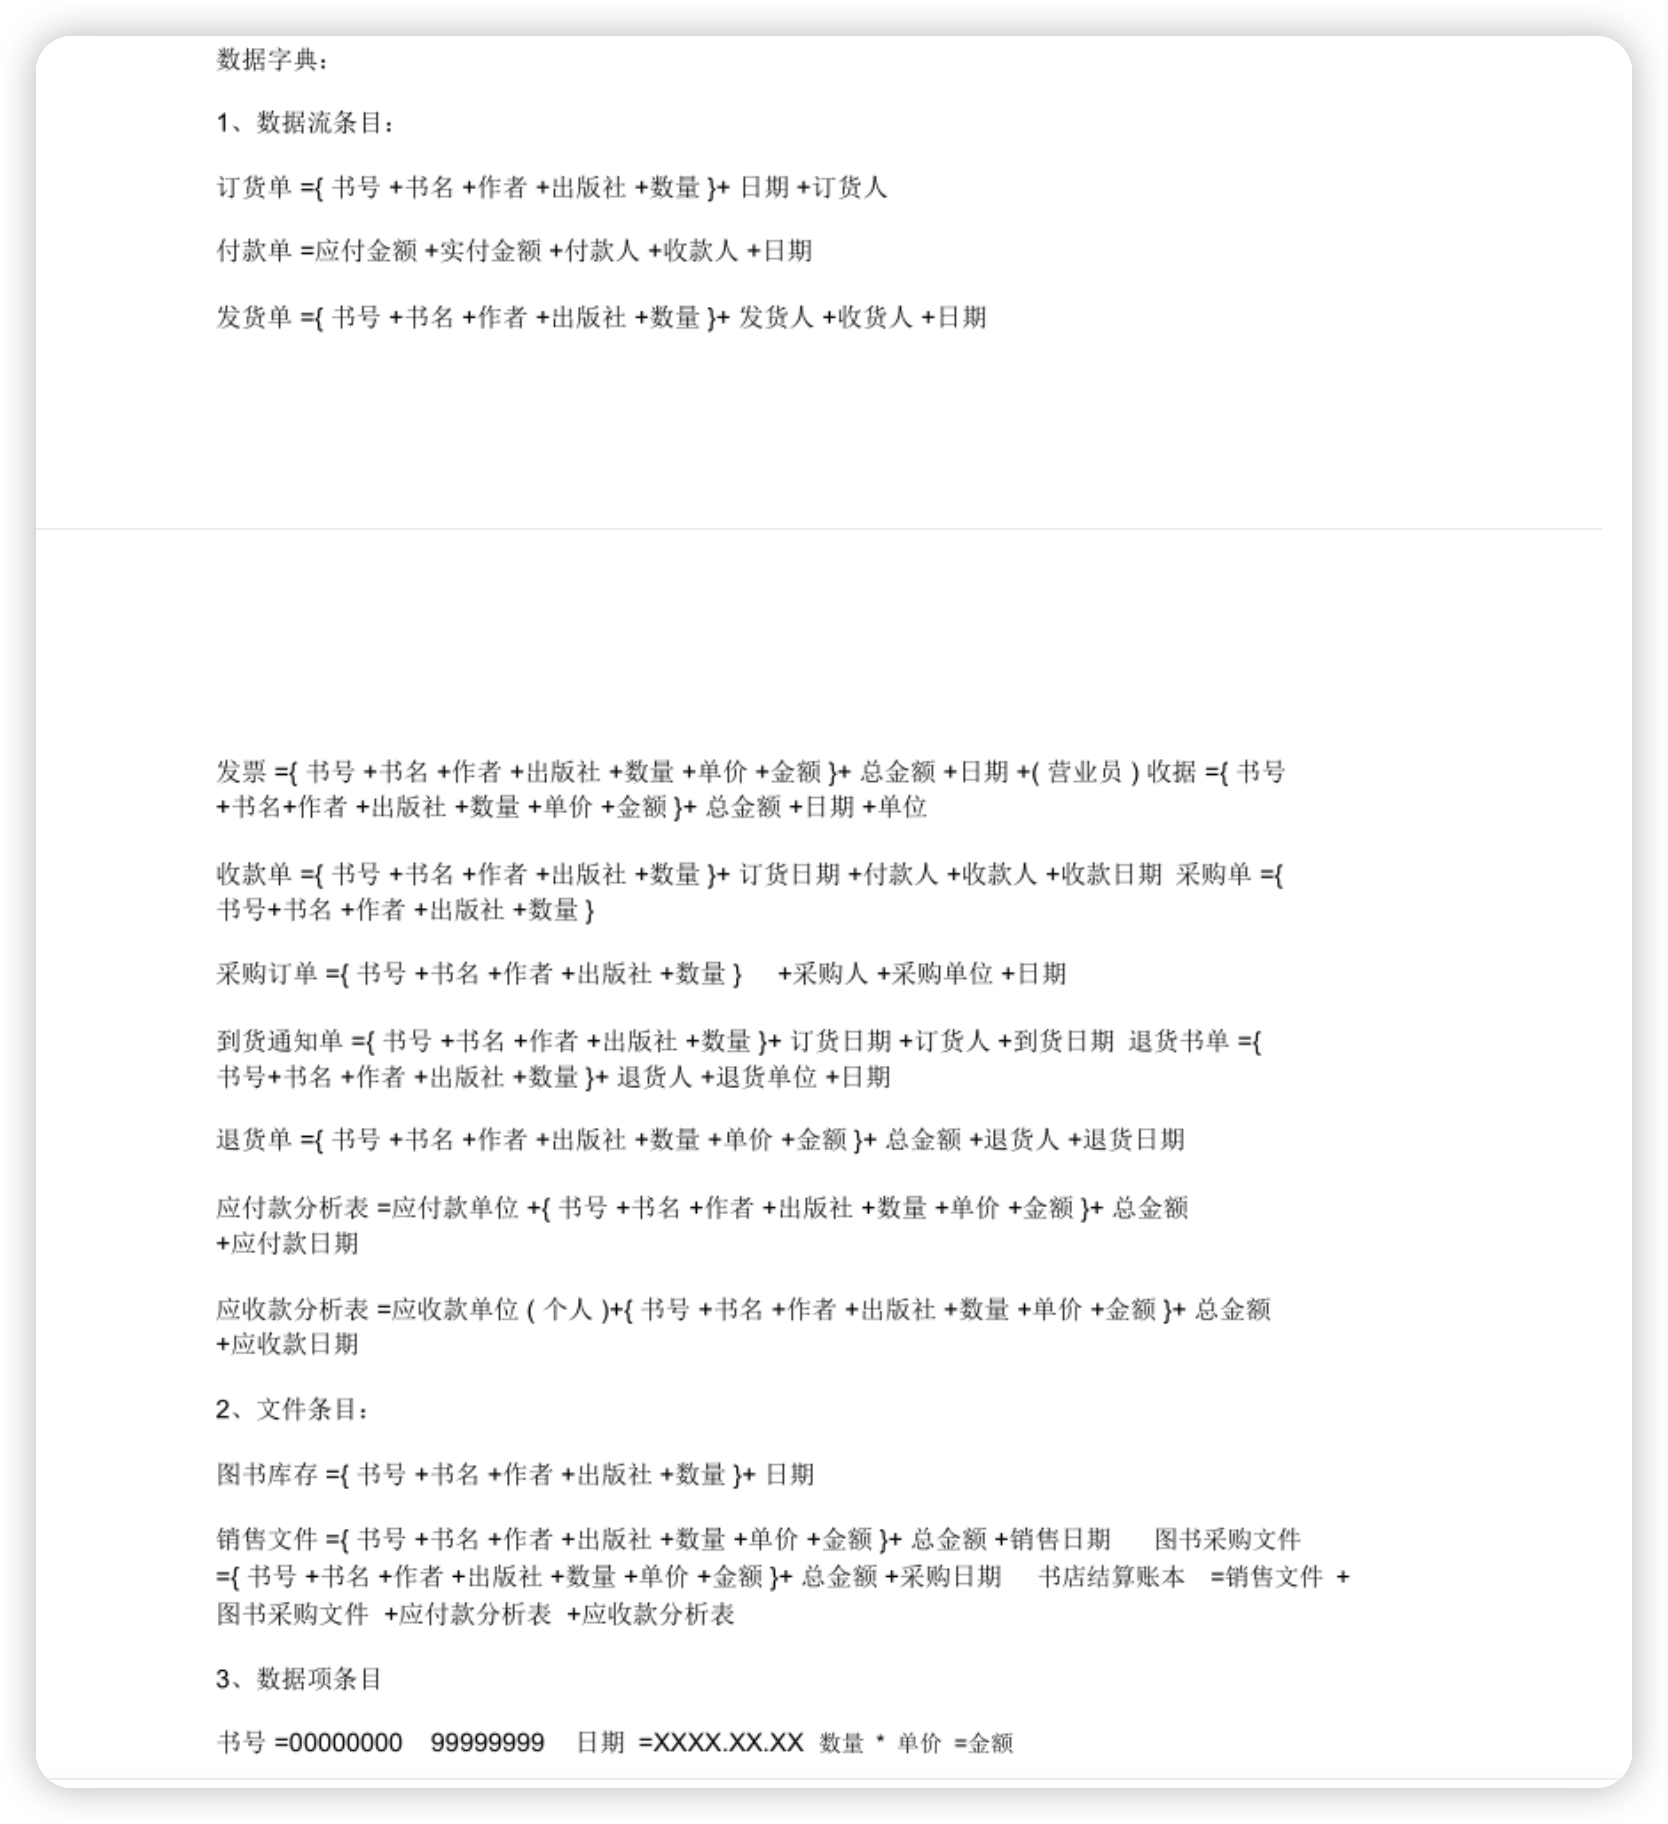 数据字典：
1、数据流条目：
订货单 ={ 书号 +书名 +作者 +出版社 +数量 }+ 日期 +订货人
付款单 =应付金额 +实付金额 +付款人 +收款人 +日期
发货单 ={ 书号 +书名 +作者 +出版社 +数量 }+ 发货人 +收货人 +日期
发票 ={ 书号 +书名 +作者 +出版社 +数量 +单价 +金额 }+ 总金额 +日期 +( 营业员 ) 收据 ={ 书号
+书名+作者 +出版社 +数量 +单价 +金额 }+ 总金额 +日期 +单位
收款单 ={ 书号 +书名 +作者 +出版社 +数量 }+ 订货日期 +付款人 +收款人 +收款日期 采购单 ={
书号+书名 +作者 +出版社 +数量 }
采购订单 ={ 书号 +书名 +作者 +出版社 +数量 } +采购人 +采购单位 +日期
到货通知单 ={ 书号 +书名 +作者 +出版社 +数量 }+ 订货日期 +订货人 +到货日期 退货书单 ={
书号+书名 +作者 +出版社 +数量 }+ 退货人 +退货单位 +日期
退货单 ={ 书号 +书名 +作者 +出版社 +数量 +单价 +金额 }+ 总金额 +退货人 +退货日期
应付款分析表 =应付款单位 +{ 书号 +书名 +作者 +出版社 +数量 +单价 +金额 }+ 总金额
+应付款日期
应收款分析表 =应收款单位 ( 个人 )+{ 书号 +书名 +作者 +出版社 +数量 +单价 +金额 }+ 总金额
+应收款日期
2、文件条目：
图书库存 ={ 书号 +书名 +作者 +出版社 +数量 }+ 日期
销售文件 ={ 书号 +书名 +作者 +出版社 +数量 +单价 +金额 }+ 总金额 +销售日期 图书采购文件
={ 书号 +书名 +作者 +出版社 +数量 +单价 +金额 }+ 总金额 +采购日期 书店结算账本 =销售文件 +
图书采购文件 +应付款分析表 +应收款分析表
3、数据项条目
书号 =00000000 99999999 日期 =XXXX.XX.XX 数量 * 单价 =金额